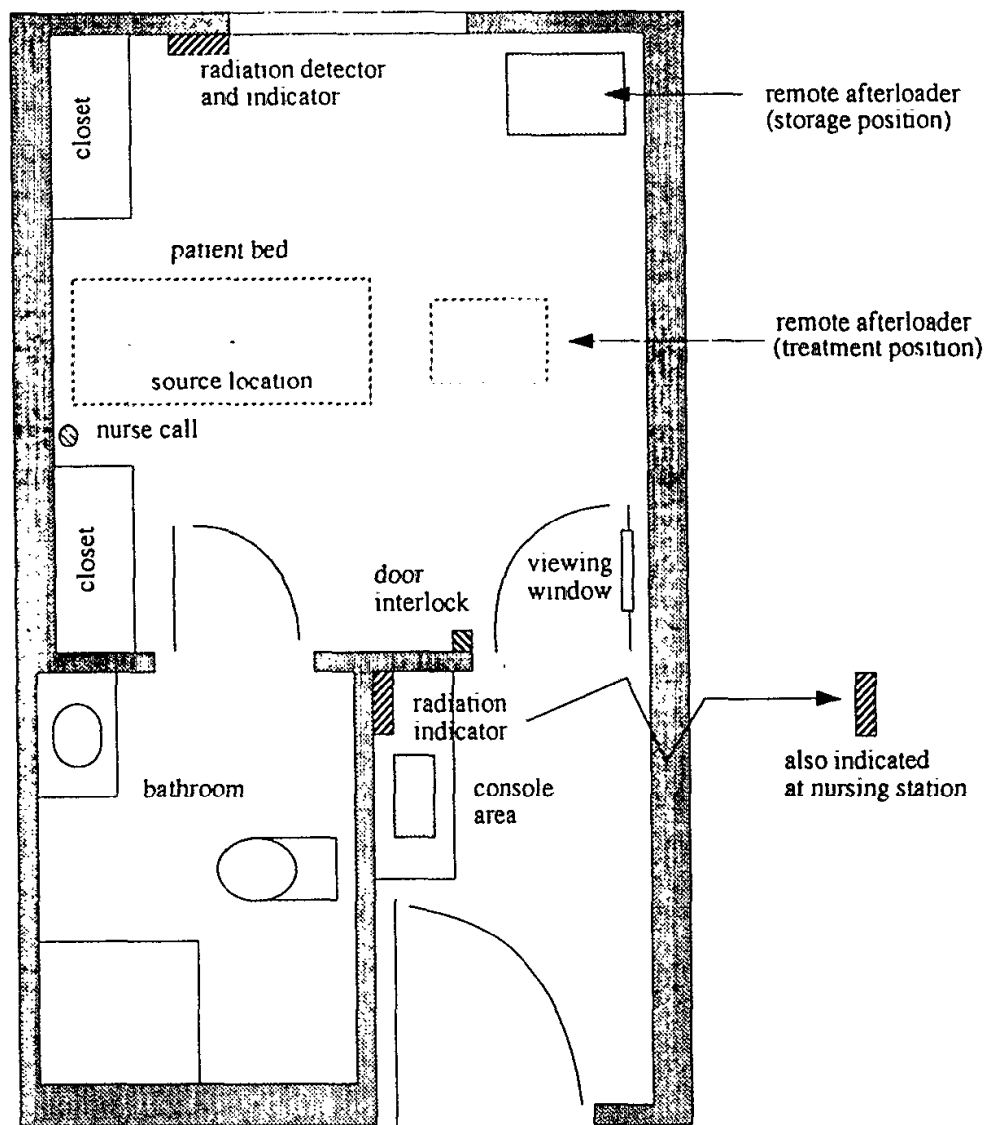 radiation detector
and indicator
closet
remote afterloader
(storage position)
patient bed
source location
remote afterloader
(treatment position)
nurse call
closet
door
interlock
viewing
window
radiation
indicator
also indicated
at nursing station
bathroom
console
area